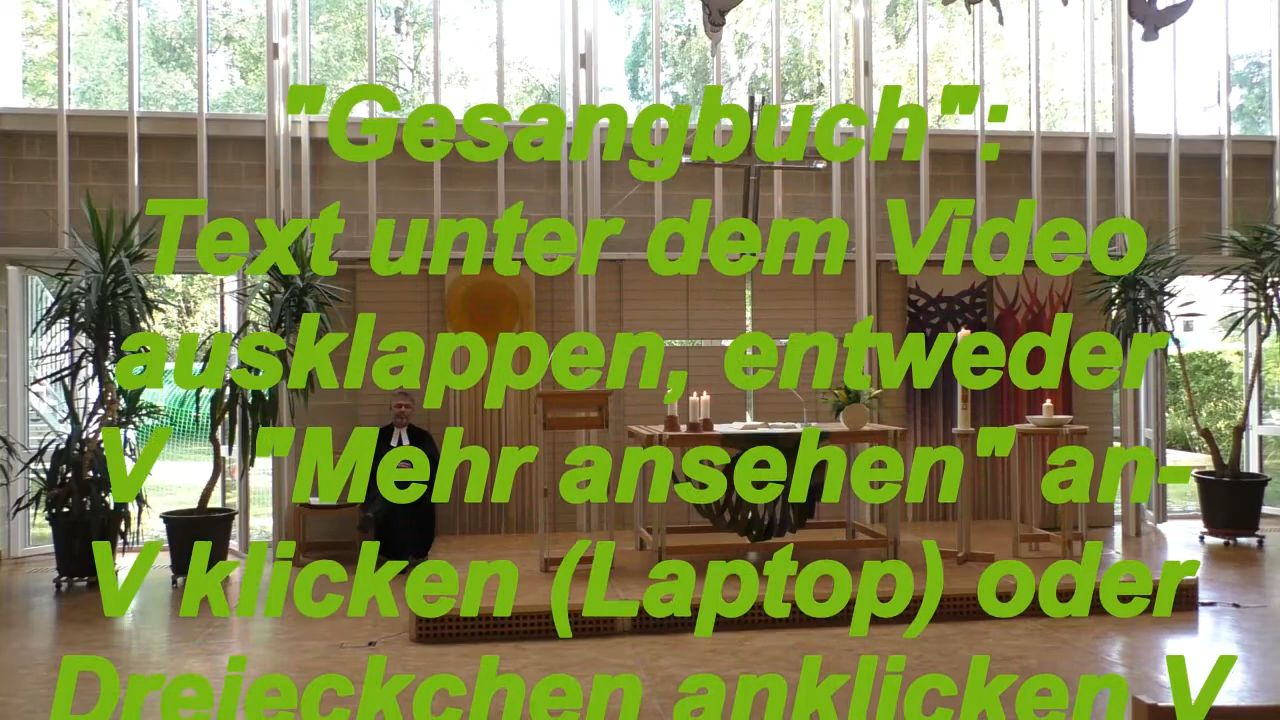 "Gesangbuch":
Text unter dem Video
ausklappen, entweder
V "Mehr ansehen" an-
V klicken (Laptop) oder
Dreieckchen anklicken V